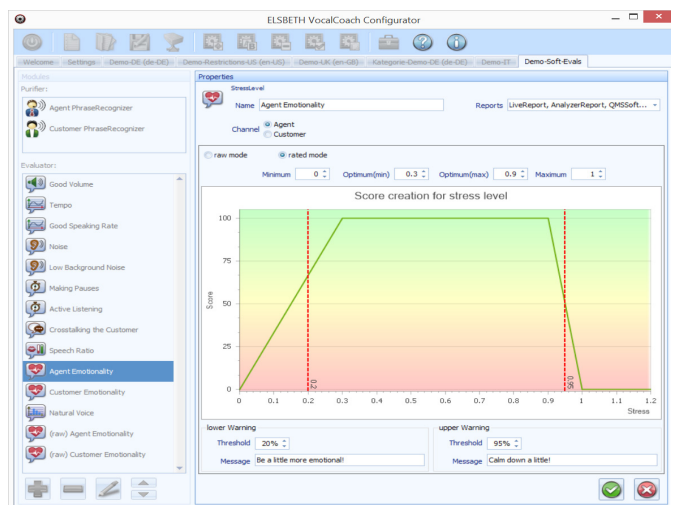 ELSBETH VocalCoach Configurator
Welcome Settings Demo-DE (de-DE) Demo-Restrictions-US (en-US) Demo-UK (en-GB) Kategorie-Demo-DE (de-DE) Demo-IT Demo-Soft-Evals
Modules
Purifier:
Agent PhraseRecognizer
Customer PhraseRecognizer
Evaluator:
Good Volume
Tempo
Good Speaking Rate
Noise
Low Background Noise
Making Pauses
Active Listening
Crosstalking the Customer
Speech Ratio
Agent Emotionality
Customer Emotionality
Natural Voice
(raw) Agent Emotionality
(raw) Customer Emotionality
Properties
StressLevel
Name Agent Emotionality Reports LiveReport, AnalyzerReport, QMSSoft...
Channel Agent
Customer
raw mode rated mode
Minimum 0 Optimum(min) 0.3 Optimum(max) 0.9 Maximum 1
Score creation for stress level
100
75
50
25
0
Score
0.2
0.95
0 0.1 0.2 0.3 0.4 0.5 0.6 0.7 0.8 0.9 1 1.1 1.2
Stress
lower Warning
Threshold 20%
Message Be a little more emotional!
upper Warning
Threshold 95%
Message Calm down a little!